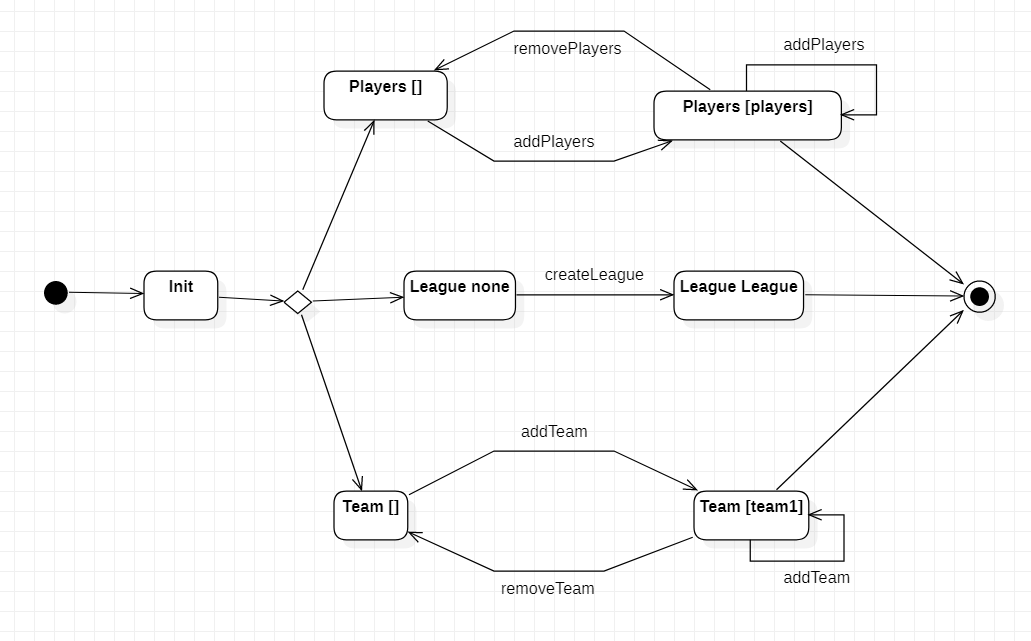 removePlayers
addPlayers
Players []
Players [players]
addPlayers
Init
createLeague
League none
League League
addTeam
Team []
Team [team1]
addTeam
removeTeam